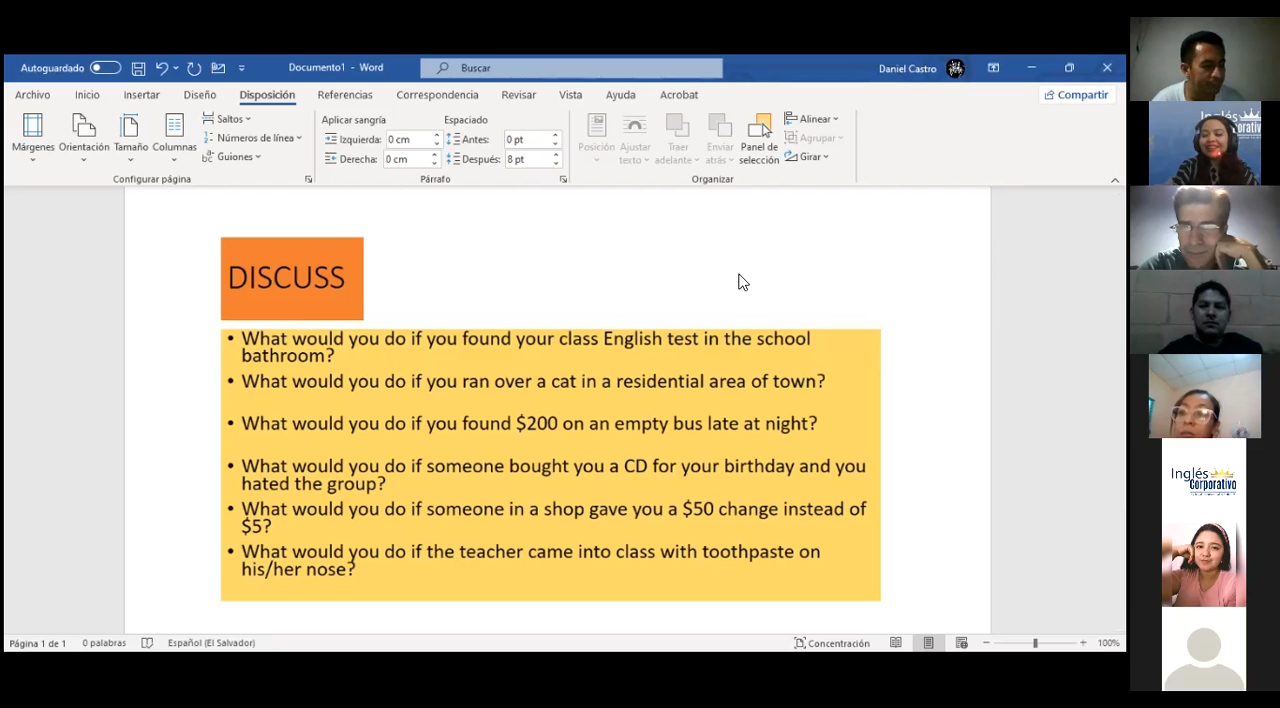 Autoguardado
Documento1 - Word
Buscar
Daniel Castro
Archivo Inicio Insertar Diseño Disposición Referencias Correspondencia Revisar Vista Ayuda Acrobat
Compartir
Márgenes
Orientación
Tamaño
Columnas
Saltos
Números de línea
Guiones
Configurar página
Aplicar sangría
Izquierda: 0 cm
Derecha: 0 cm
Espaciado
Antes: 0 pt
Después: 8 pt
Párrafo
Posición
Ajustar texto
Traer adelante
Enviar atrás
Panel de selección
Alinear
Agrupar
Girar
Organizar
DISCUSS
• What would you do if you found your class English test in the school
bathroom?
• What would you do if you ran over a cat in a residential area of town?
• What would you do if you found $200 on an empty bus late at night?
• What would you do if someone bought you a CD for your birthday and you
hated the group?
• What would you do if someone in a shop gave you a $50 change instead of
$5?
• What would you do if the teacher came into class with toothpaste on
his/her nose?
Página 1 de 1 0 palabras Español (El Salvador)
Concentración
100%
Inglés
Corporativo